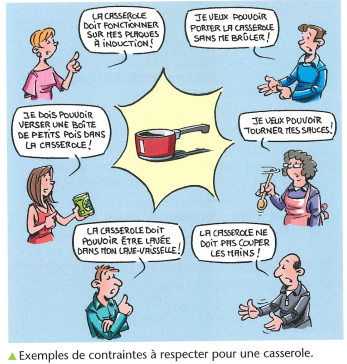 LA CASSEROLE
DOIT FONCTIONNER
SUR MES PLAQUES
À INDUCTION !
JE VEUX POUVOIR
PORTER LA CASSEROLE
SANS ME BRÛLER !
JE DOIS POUVOIR
VERSER UNE BOÎTE
DE PETITS POIS DANS
LA CASSEROLE !
JE VEUX POUVOIR
TOURNER MES SAUCES !
LA CASSEROLE DOIT
POUVOIR ÊTRE LAVÉE
DANS MON LAVE-VAISSELLE !
LA CASSEROLE NE
DOIT PAS COUPER
LES MAINS !
▲ Exemples de contraintes à respecter pour une casserole.